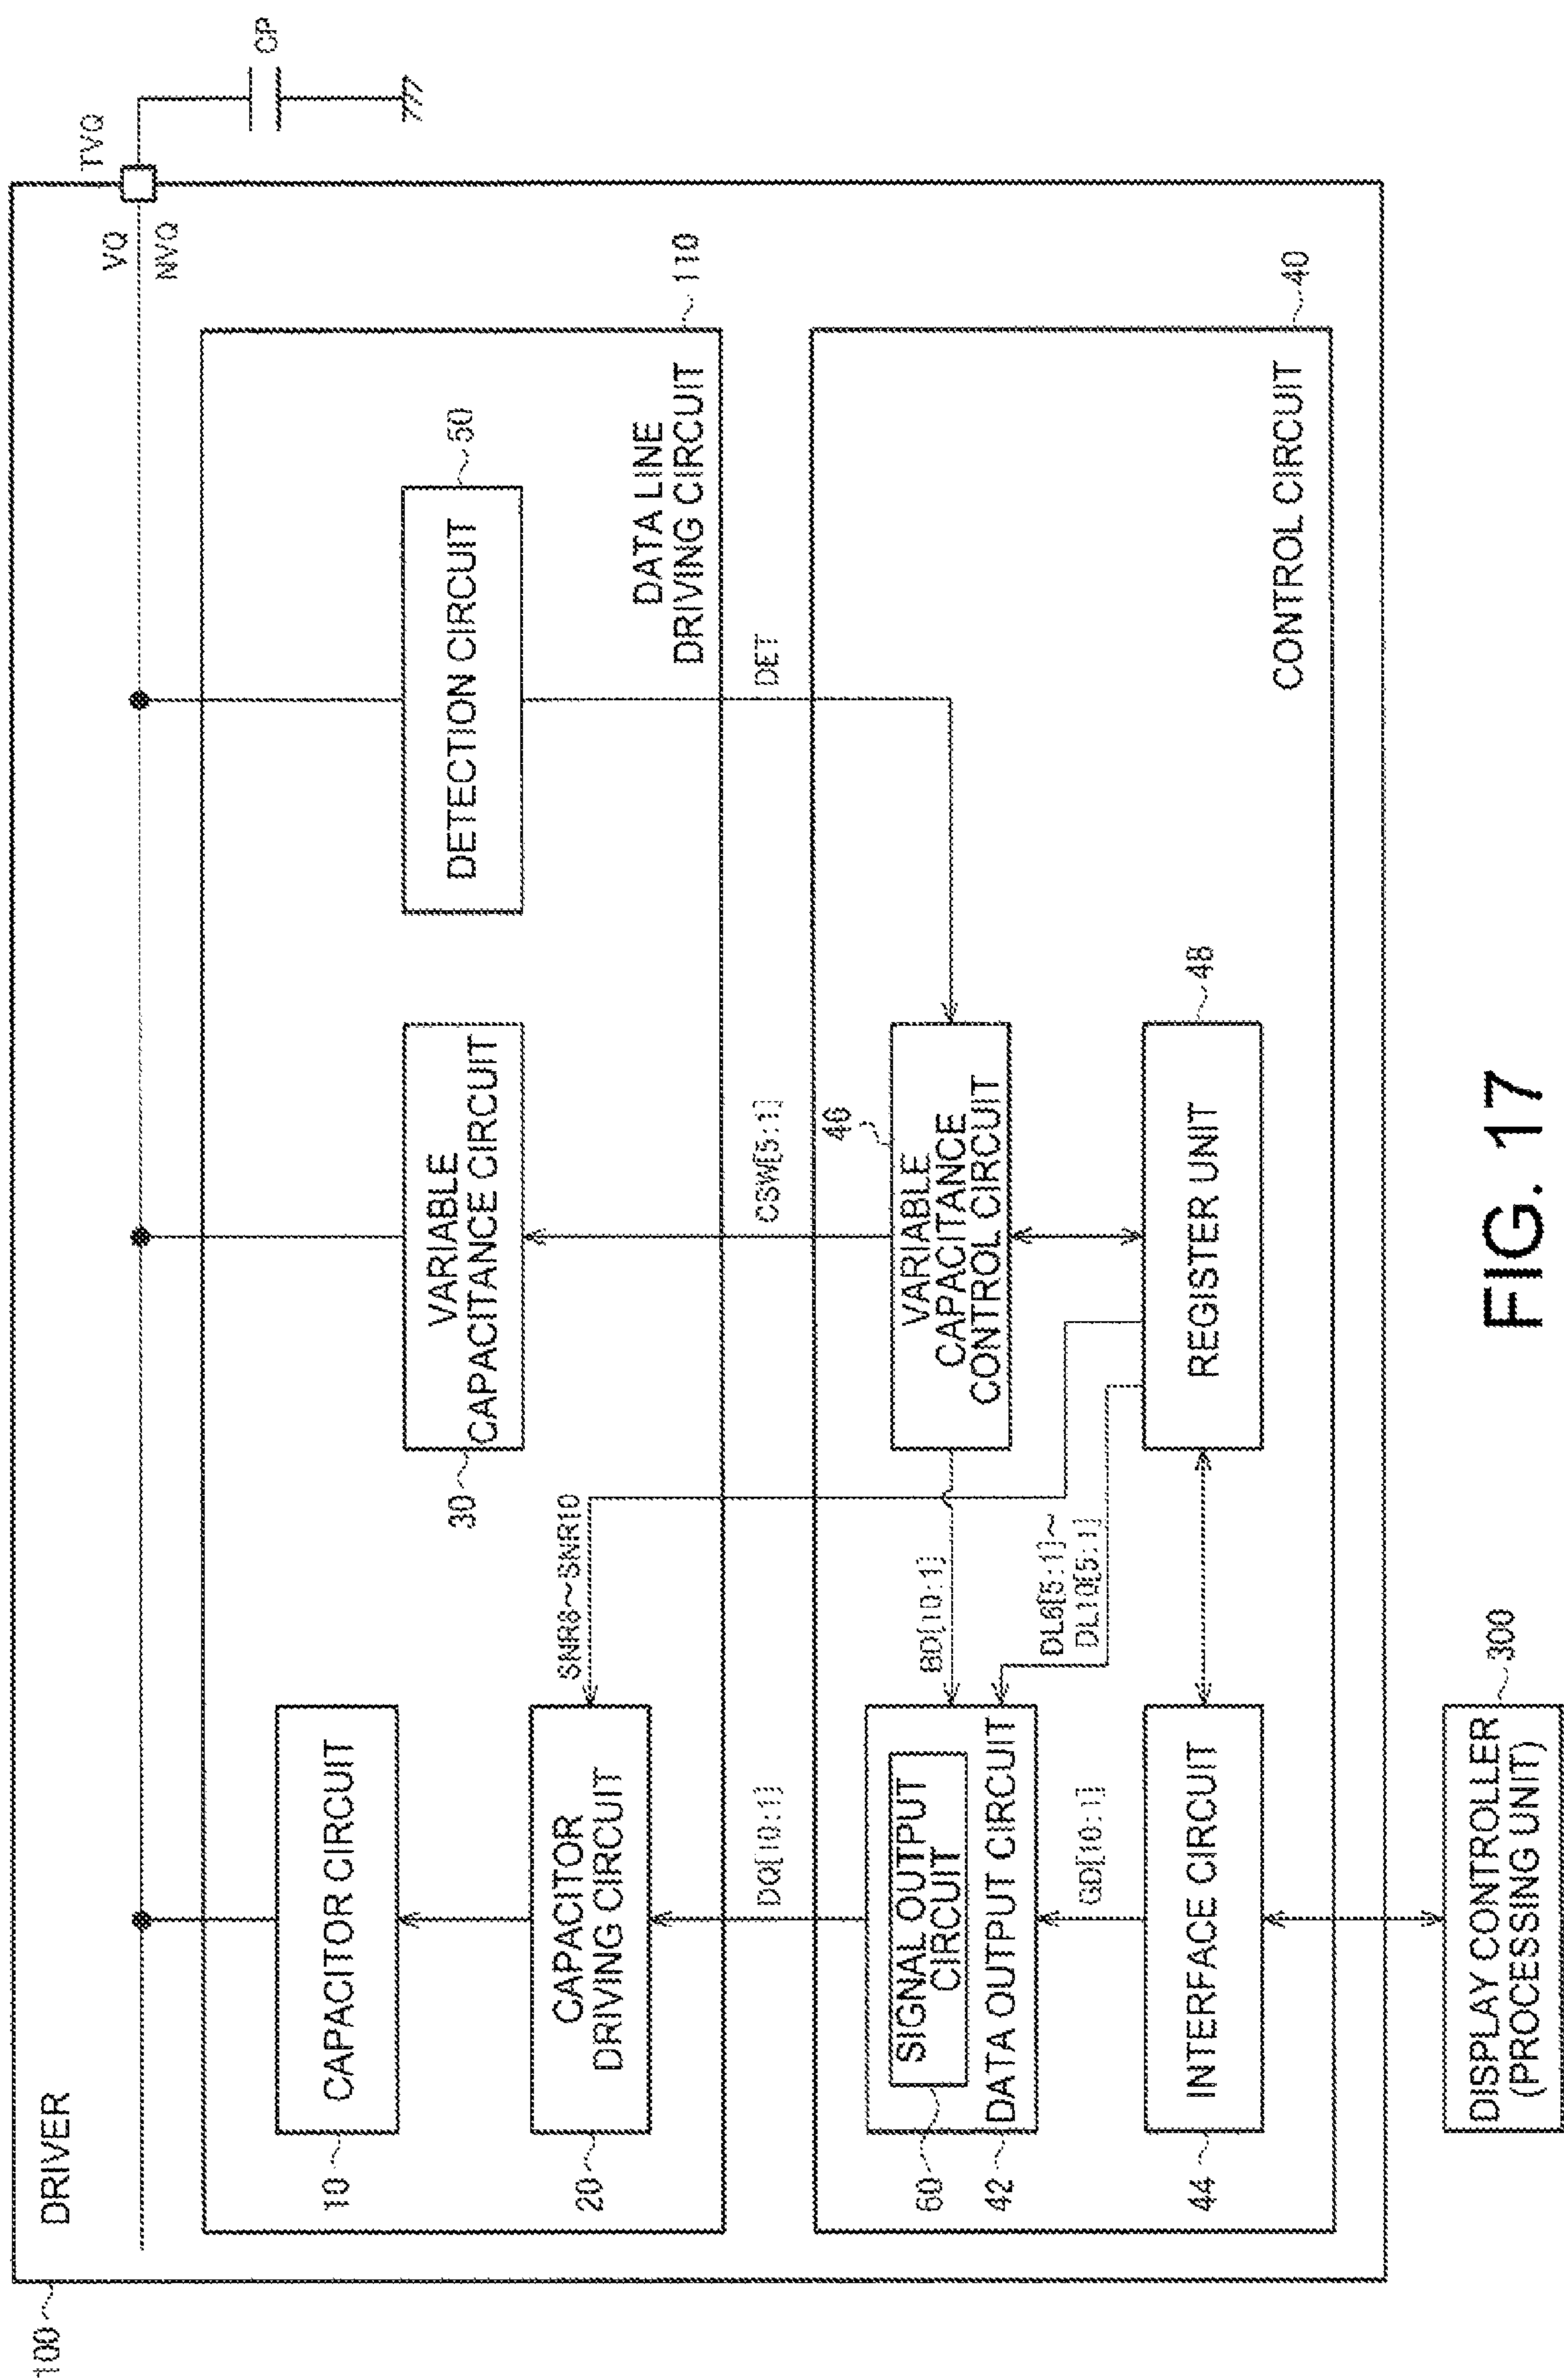 100
DRIVER
VQ
NVQ
TVQ
CP
10
CAPACITOR CIRCUIT
20
CAPACITOR
DRIVING CIRCUIT
SNR8~SNR10
30
VARIABLE
CAPACITANCE CIRCUIT
DETECTION CIRCUIT
50
DATA LINE
DRIVING CIRCUIT
110
DQ[10:1]
CSW[5:1]
DET
60
SIGNAL OUTPUT
CIRCUIT
42
DATA OUTPUT CIRCUIT
BD[10:1]
46
VARIABLE
CAPACITANCE
CONTROL CIRCUIT
DL6[5:1]~
DL10[5:1]
GD[10:1]
44
INTERFACE CIRCUIT
REGISTER UNIT
48
CONTROL CIRCUIT
40
DISPLAY CONTROLLER
(PROCESSING UNIT)
300
FIG. 17